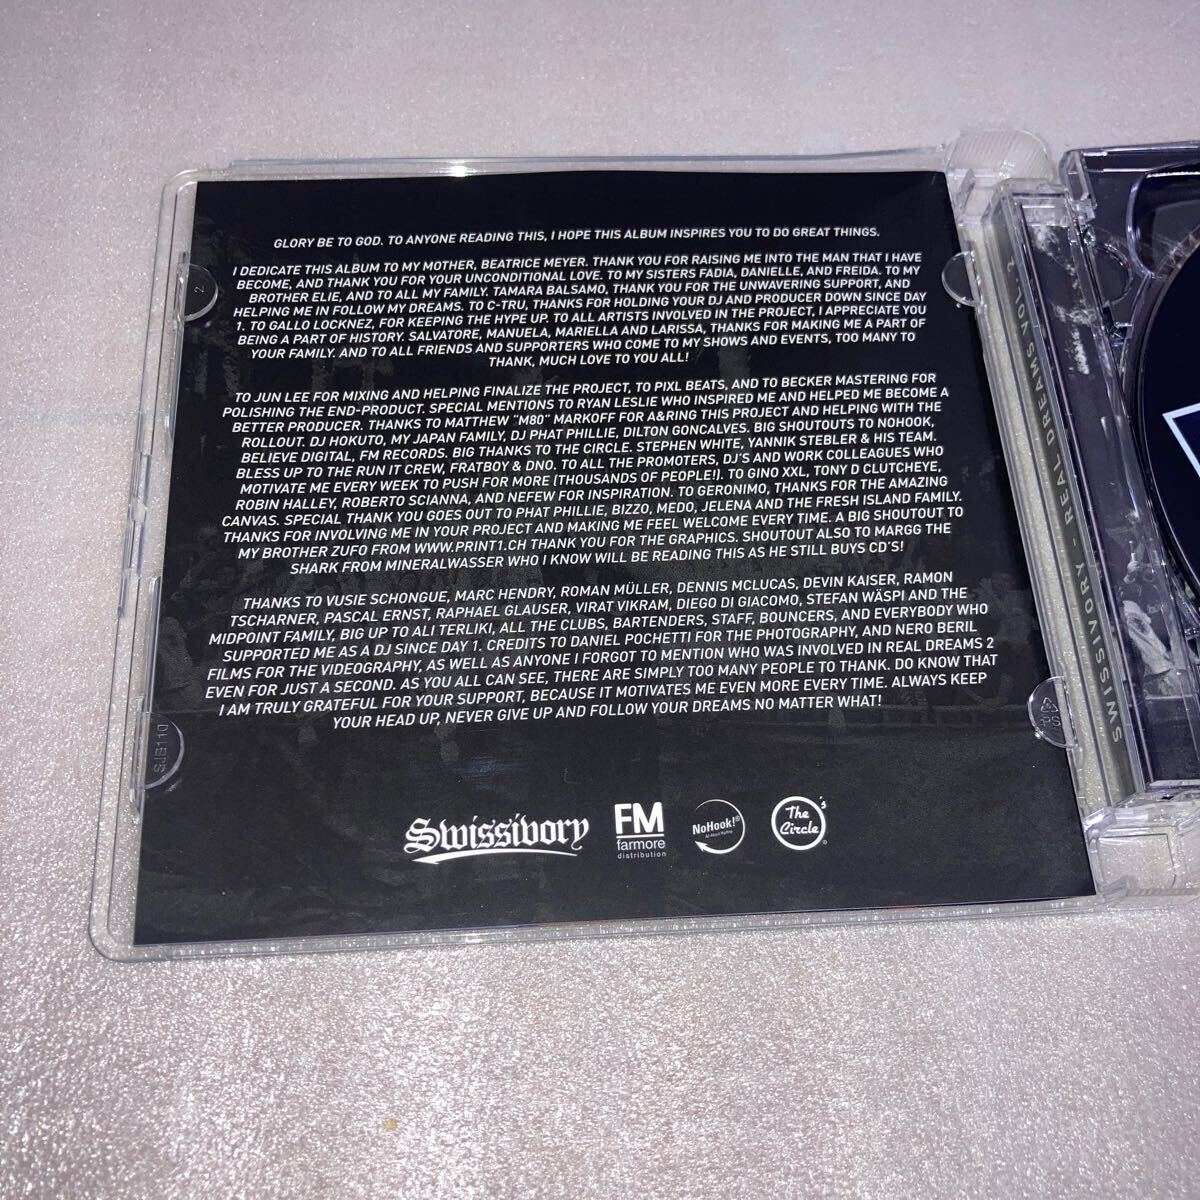 GLORY BE TO GOD. TO ANYONE READING THIS, I HOPE THIS ALBUM INSPIRES YOU TO DO GREAT THINGS.
I DEDICATE THIS ALBUM TO MY MOTHER, BEATRICE MEYER. THANK YOU FOR RAISING ME INTO THE MAN THAT I HAVE
BECOME, AND THANK YOU FOR YOUR UNCONDITIONAL LOVE. TO MY SISTERS FADIA, DANIELLE, AND FREIDA. TO MY
BROTHER ELIE, AND TO ALL MY FAMILY. TAMARA BALSAMO, THANK YOU FOR THE UNWAVERING SUPPORT, AND
HELPING ME IN FOLLOW MY DREAMS. TO C-TRU, THANKS FOR HOLDING YOUR DJ AND PRODUCER DOWN SINCE DAY
1. TO GALLO LOCKNEZ, FOR KEEPING THE HYPE UP. TO ALL ARTISTS INVOLVED IN THE PROJECT, I APPRECIATE YOU
BEING A PART OF HISTORY. SALVATORE, MANUELA, MARIELLA AND LARISSA, THANKS FOR MAKING ME A PART OF
YOUR FAMILY. AND TO ALL FRIENDS AND SUPPORTERS WHO COME TO MY SHOWS AND EVENTS, TOO MANY TO
THANK, MUCH LOVE TO YOU ALL!
TO JUN LEE FOR MIXING AND HELPING FINALIZE THE PROJECT, TO PIXL BEATS, AND TO BECKER MASTERING FOR
POLISHING THE END-PRODUCT. SPECIAL MENTIONS TO RYAN LESLIE WHO INSPIRED ME AND HELPED ME BECOME A
BETTER PRODUCER. THANKS TO MATTHEW "M80" MARKOFF FOR A&RING THIS PROJECT AND HELPING WITH THE
ROLLOUT. DJ HOKUTO, MY JAPAN FAMILY, DJ PHAT PHILLIE, DILTON GONCALVES. BIG SHOUTOUTS TO NOHOOK,
BELIEVE DIGITAL, FM RECORDS. BIG THANKS TO THE CIRCLE. STEPHEN WHITE, YANNIK STEBLER & HIS TEAM.
BLESS UP TO THE RUN IT CREW, FRATBOY & DNO. TO ALL THE PROMOTERS, DJ'S AND WORK COLLEAGUES WHO
MOTIVATE ME EVERY WEEK TO PUSH FOR MORE (THOUSANDS OF PEOPLE!). TO GINO XXL, TONY D CLUTCHEYE,
ROBIN HALLEY, ROBERTO SCIANNA, AND NEFEW FOR INSPIRATION. TO GERONIMO, THANKS FOR THE AMAZING
CANVAS. SPECIAL THANK YOU GOES OUT TO PHAT PHILLIE, BIZZO, MEDO, JELENA AND THE FRESH ISLAND FAMILY.
THANKS FOR INVOLVING ME IN YOUR PROJECT AND MAKING ME FEEL WELCOME EVERY TIME. A BIG SHOUTOUT TO
MY BROTHER ZUFO FROM WWW.PRINT1.CH THANK YOU FOR THE GRAPHICS. SHOUTOUT ALSO TO MARGG THE
SHARK FROM MINERALWASSER WHO I KNOW WILL BE READING THIS AS HE STILL BUYS CD'S!
THANKS TO VUSIE SCHONGUE, MARC HENDRY, ROMAN MÜLLER, DENNIS MCLUCAS, DEVIN KAISER, RAMON
TSCHARNER, PASCAL ERNST, RAPHAEL GLAUSER, VIRAT VIKRAM, DIEGO DI GIACOMO, STEFAN WÄSPI AND THE
MIDPOINT FAMILY, BIG UP TO ALI TERLIKI, ALL THE CLUBS, BARTENDERS, STAFF, BOUNCERS, AND EVERYBODY WHO
SUPPORTED ME AS A DJ SINCE DAY 1. CREDITS TO DANIEL POCHETTI FOR THE PHOTOGRAPHY, AND NERO BERIL
FILMS FOR THE VIDEOGRAPHY, AS WELL AS ANYONE I FORGOT TO MENTION WHO WAS INVOLVED IN REAL DREAMS 2
EVEN FOR JUST A SECOND. AS YOU ALL CAN SEE, THERE ARE SIMPLY TOO MANY PEOPLE TO THANK. DO KNOW THAT
I AM TRULY GRATEFUL FOR YOUR SUPPORT, BECAUSE IT MOTIVATES ME EVEN MORE EVERY TIME. ALWAYS KEEP
YOUR HEAD UP, NEVER GIVE UP AND FOLLOW YOUR DREAMS NO MATTER WHAT!
Swissivory
FM
farmore
distribution
NoHook!®
The
Circle's®
SWISSIVORY - REAL DREAMS VOL. 2
SJB110
2
PS